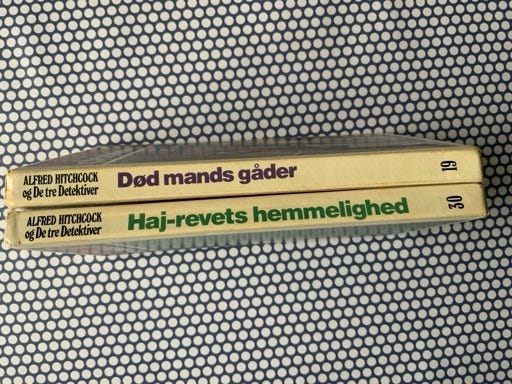 ALFRED HITCHCOCK
og De tre Detektiver
Død mands gåder
19
ALFRED HITCHCOCK
og De tre Detektiver
Haj-revets hemmelighed
30